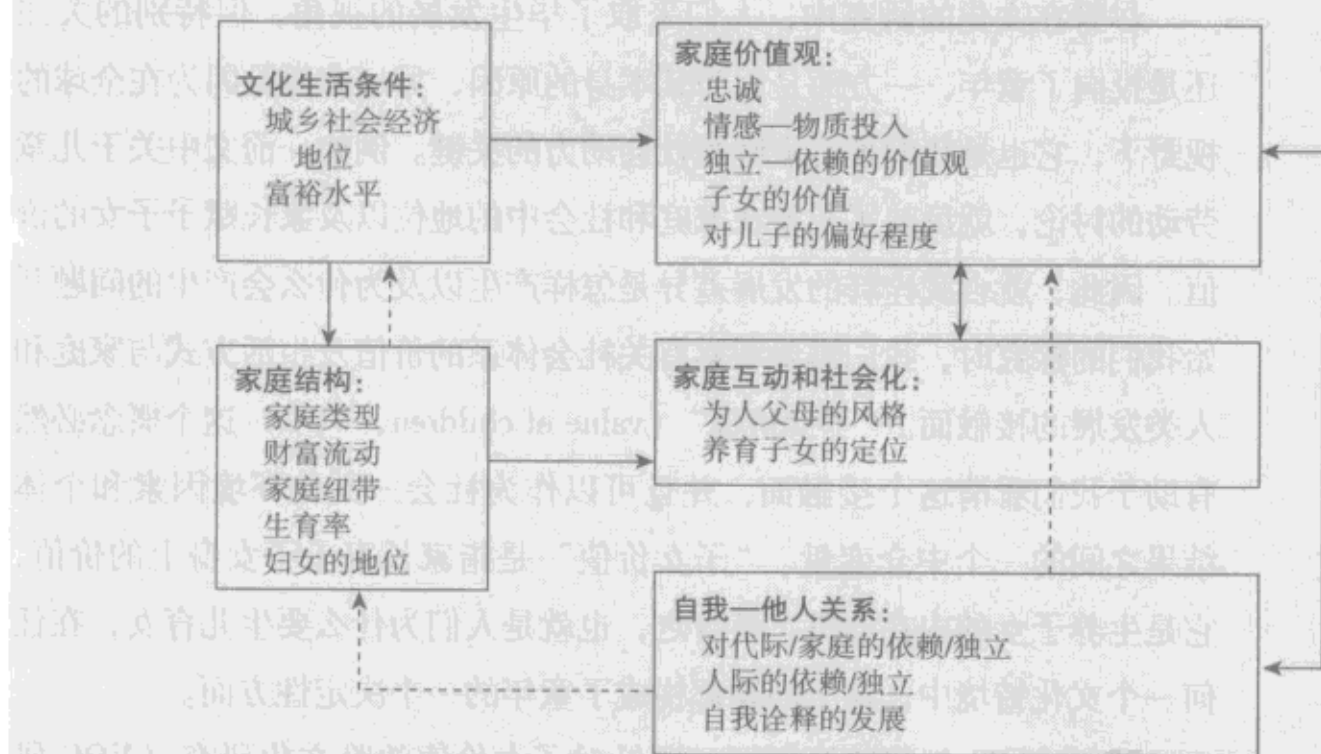 文化生活条件：
城乡社会经济
地位
富裕水平
家庭价值观：
忠诚
情感—物质投入
独立—依赖的价值观
子女的价值
对儿子的偏好程度
家庭结构：
家庭类型
财富流动
家庭纽带
生育率
妇女的地位
家庭互动和社会化：
为人父母的风格
养育子女的定位
自我—他人关系：
对代际/家庭的依赖/独立
人际的依赖/独立
自我诠释的发展